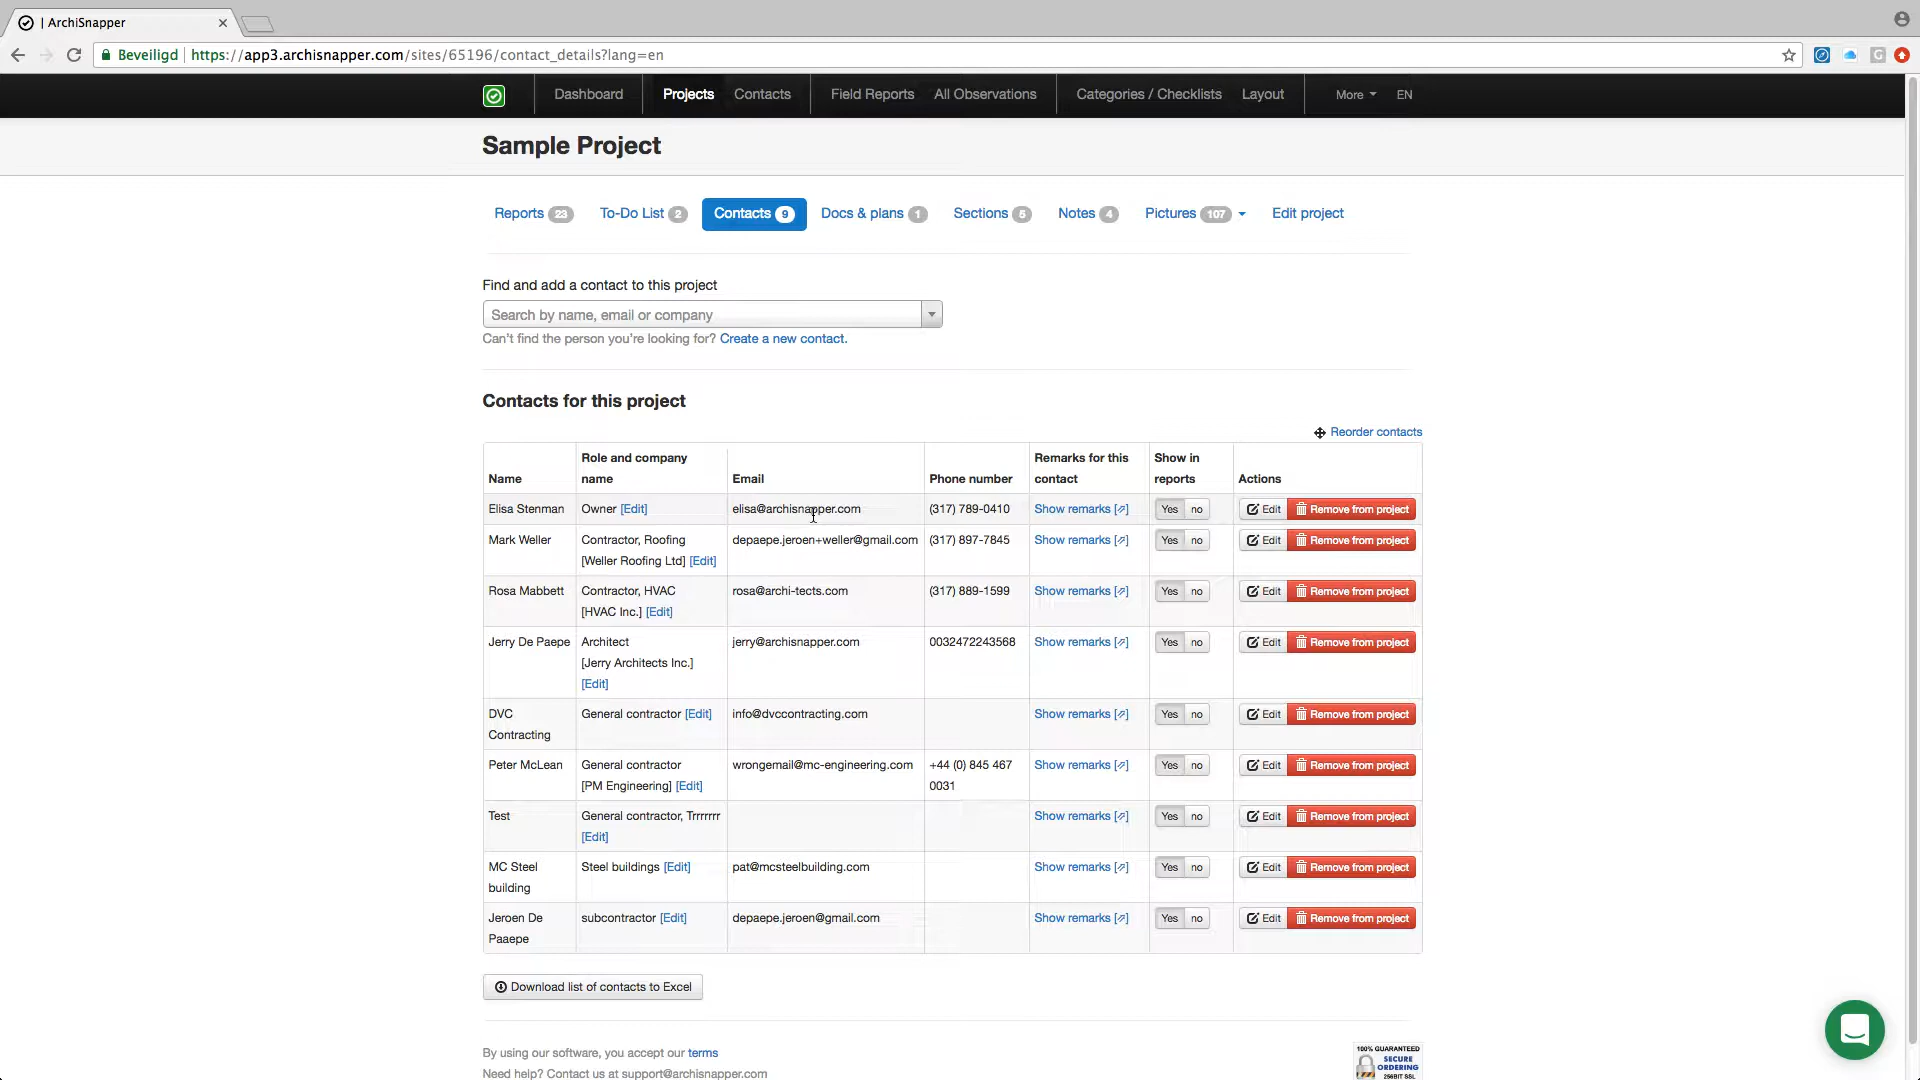 | ArchiSnapper
Beveiligd | https://app3.archisnapper.com/sites/65196/contact_details?lang=en
Dashboard Projects Contacts Field Reports All Observations Categories / Checklists Layout More EN
Sample Project
Reports 23 To-Do List 2 Contacts 9 Docs & plans 1 Sections 5 Notes 4 Pictures 107 Edit project
Find and add a contact to this project
Search by name, email or company
Can't find the person you're looking for? Create a new contact.
Contacts for this project
Reorder contacts
Role and company Remarks for this Show in
Name name Email Phone number contact reports Actions
Elisa Stenman Owner [Edit] elisa@archisnapper.com (317) 789-0410 Show remarks [⇗] Yes no Edit Remove from project
Mark Weller Contractor, Roofing depaepe.jeroen+weller@gmail.com (317) 897-7845 Show remarks [⇗] Yes no Edit Remove from project
[Weller Roofing Ltd] [Edit]
Rosa Mabbett Contractor, HVAC rosa@archi-tects.com (317) 889-1599 Show remarks [⇗] Yes no Edit Remove from project
[HVAC Inc.] [Edit]
Jerry De Paepe Architect jerry@archisnapper.com 0032472243568 Show remarks [⇗] Yes no Edit Remove from project
[Jerry Architects Inc.]
[Edit]
DVC General contractor [Edit] info@dvccontracting.com Show remarks [⇗] Yes no Edit Remove from project
Contracting
Peter McLean General contractor wrongemail@mc-engineering.com +44 (0) 845 467 Show remarks [⇗] Yes no Edit Remove from project
[PM Engineering] [Edit] 0031
Test General contractor, Trrrrrrr Show remarks [⇗] Yes no Edit Remove from project
[Edit]
MC Steel Steel buildings [Edit] pat@mcsteelbuilding.com Show remarks [⇗] Yes no Edit Remove from project
building
Jeroen De subcontractor [Edit] depaepe.jeroen@gmail.com Show remarks [⇗] Yes no Edit Remove from project
Paaepe
Download list of contacts to Excel
By using our software, you accept our terms
Need help? Contact us at support@archisnapper.com
100% GUARANTEED
SECURE
ORDERING
256BIT SSL